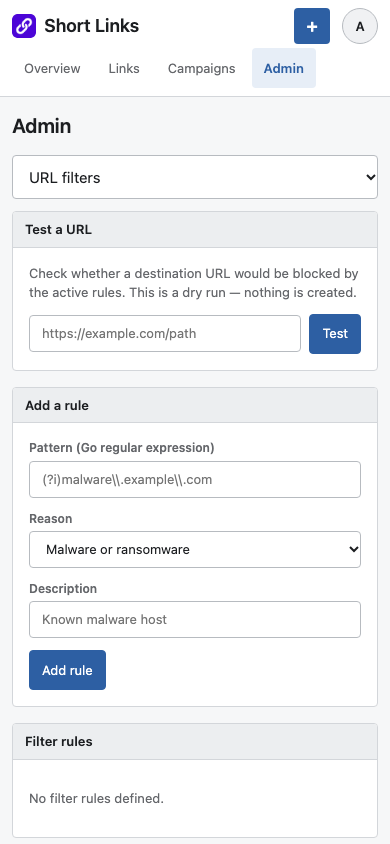 Short Links
+
A
Overview
Links
Campaigns
Admin
Admin
URL filters
Test a URL
Check whether a destination URL would be blocked by
the active rules. This is a dry run — nothing is created.
https://example.com/path
Test
Add a rule
Pattern (Go regular expression)
(?i)malware\\.example\\.com
Reason
Malware or ransomware
Description
Known malware host
Add rule
Filter rules
No filter rules defined.